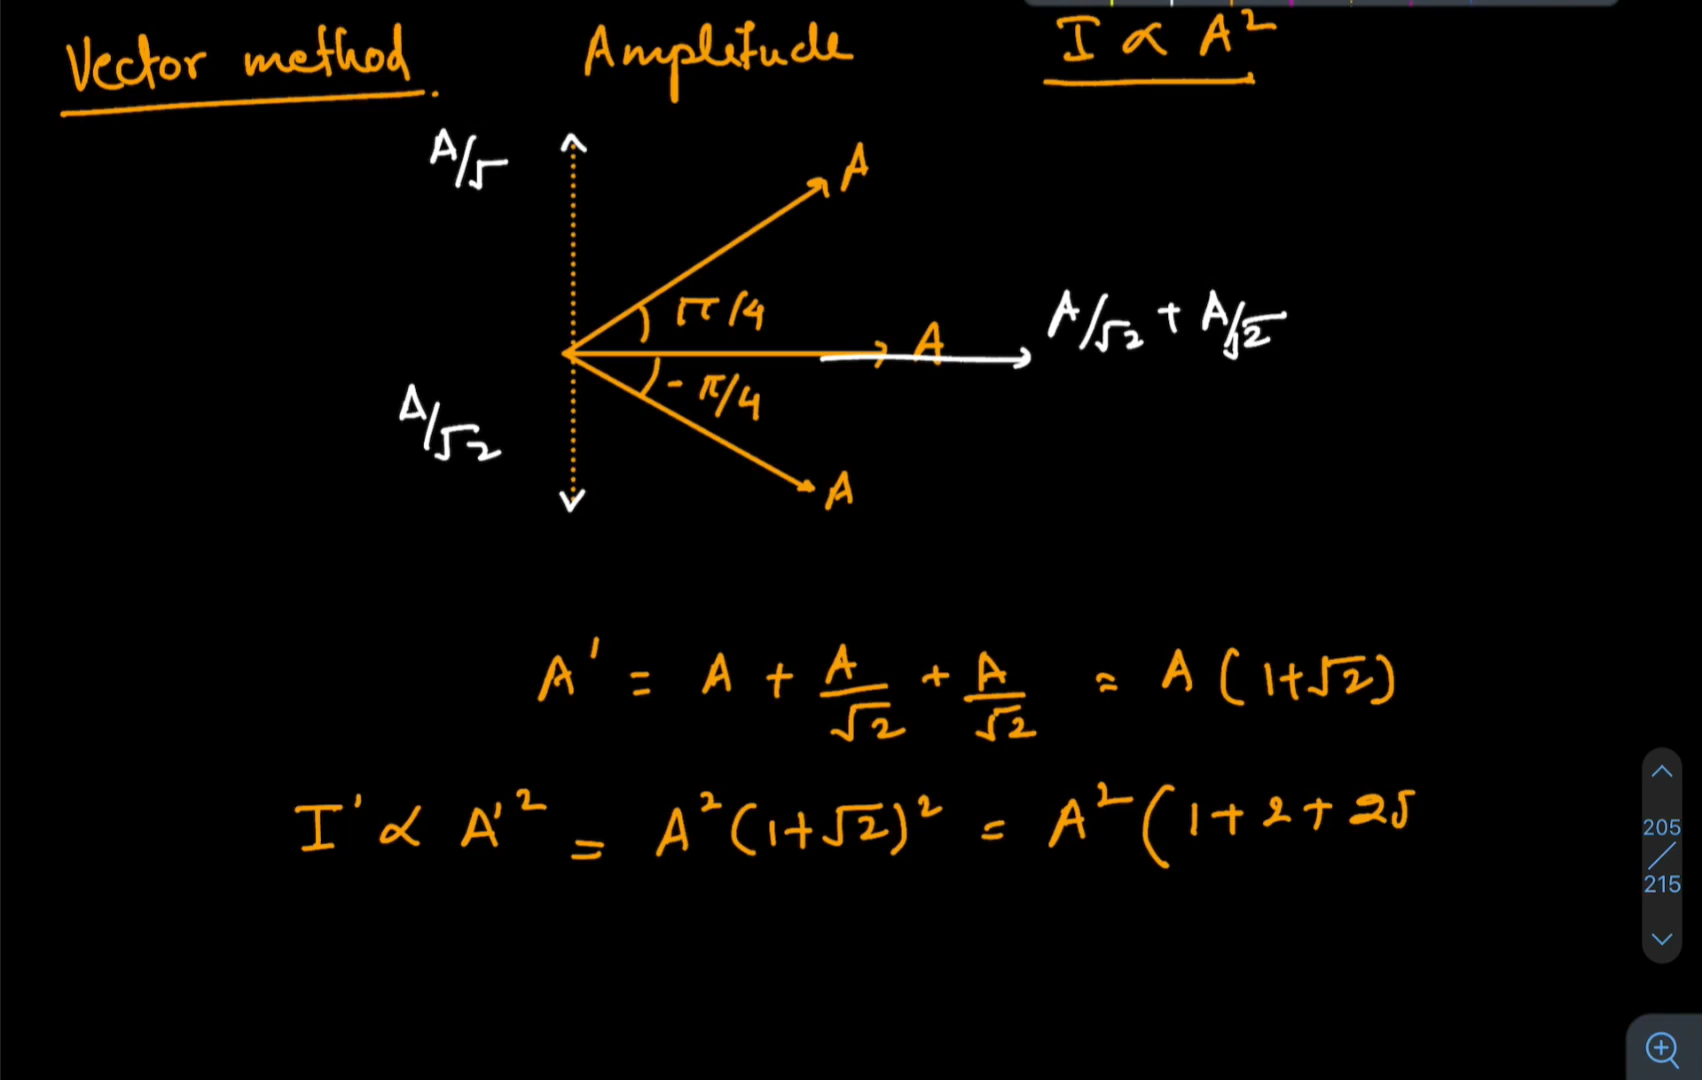 Vector method. Amplitude I ∝ A²
A/√
A
π/4
A
A/√2 + A/√2
-π/4
A/√2
A
A' = A + A/√2 + A/√2 = A (1+√2)
I' ∝ A'² = A²(1+√2)² = A² (1+2+2√
205
215